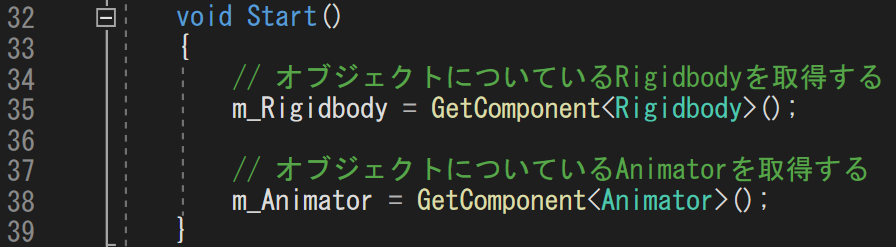 32 void Start()
33 {
34 // オブジェクトについているRigidbodyを取得する
35 m_Rigidbody = GetComponent<Rigidbody>();
36
37 // オブジェクトについているAnimatorを取得する
38 m_Animator = GetComponent<Animator>();
39 }